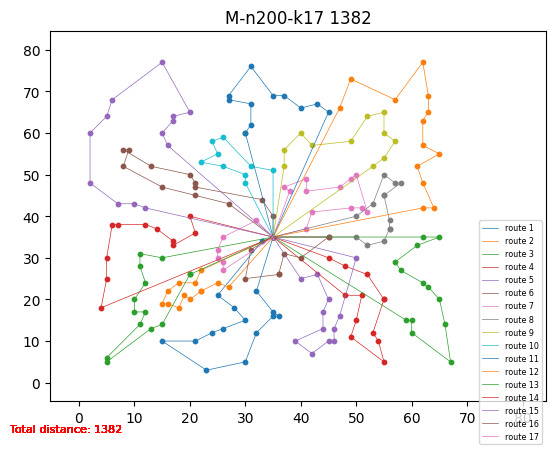 M-n200-k17 1382
80
70
60
50
40
30
20
10
0
route 1
route 2
route 3
route 4
route 5
route 6
route 7
route 8
route 9
route 10
route 11
route 12
route 13
route 14
route 15
route 16
route 17
0 10 20 30 40 50 60 70 80
Total distance: 1382